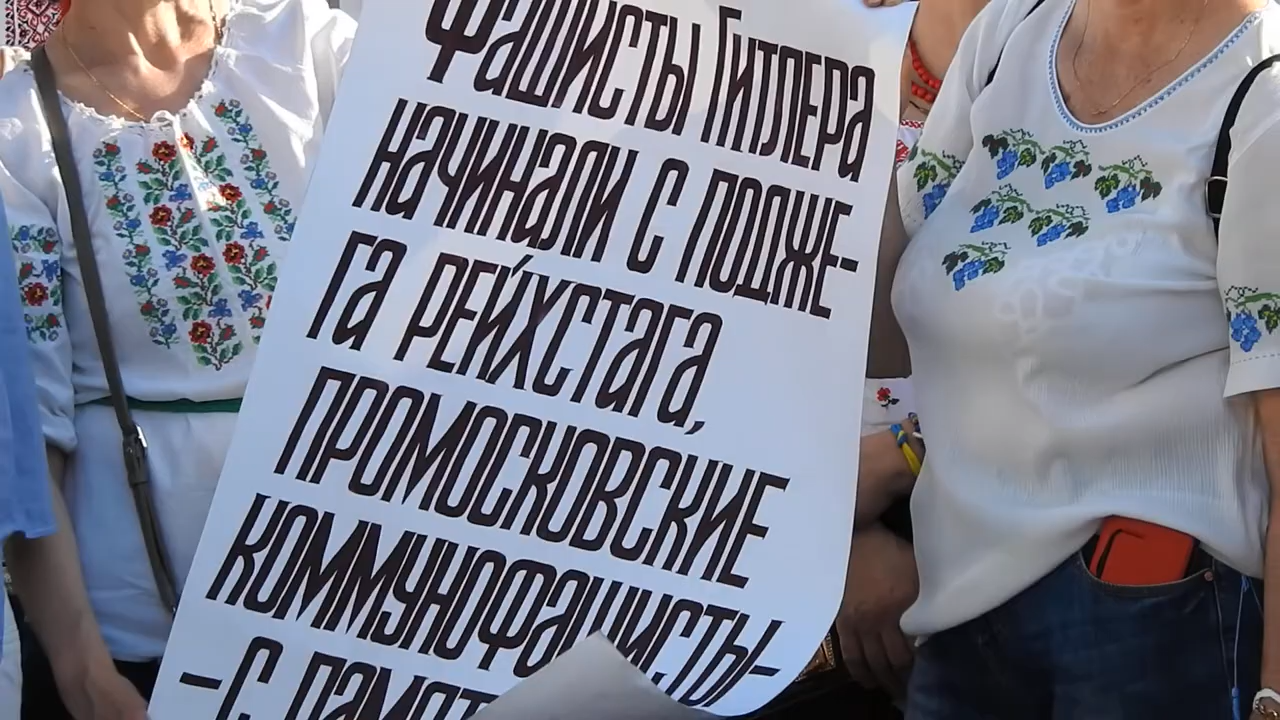 Фашисты Гитлера
начинали с подже-
га рейхстага,
промосковские
коммунофашисты-
-с